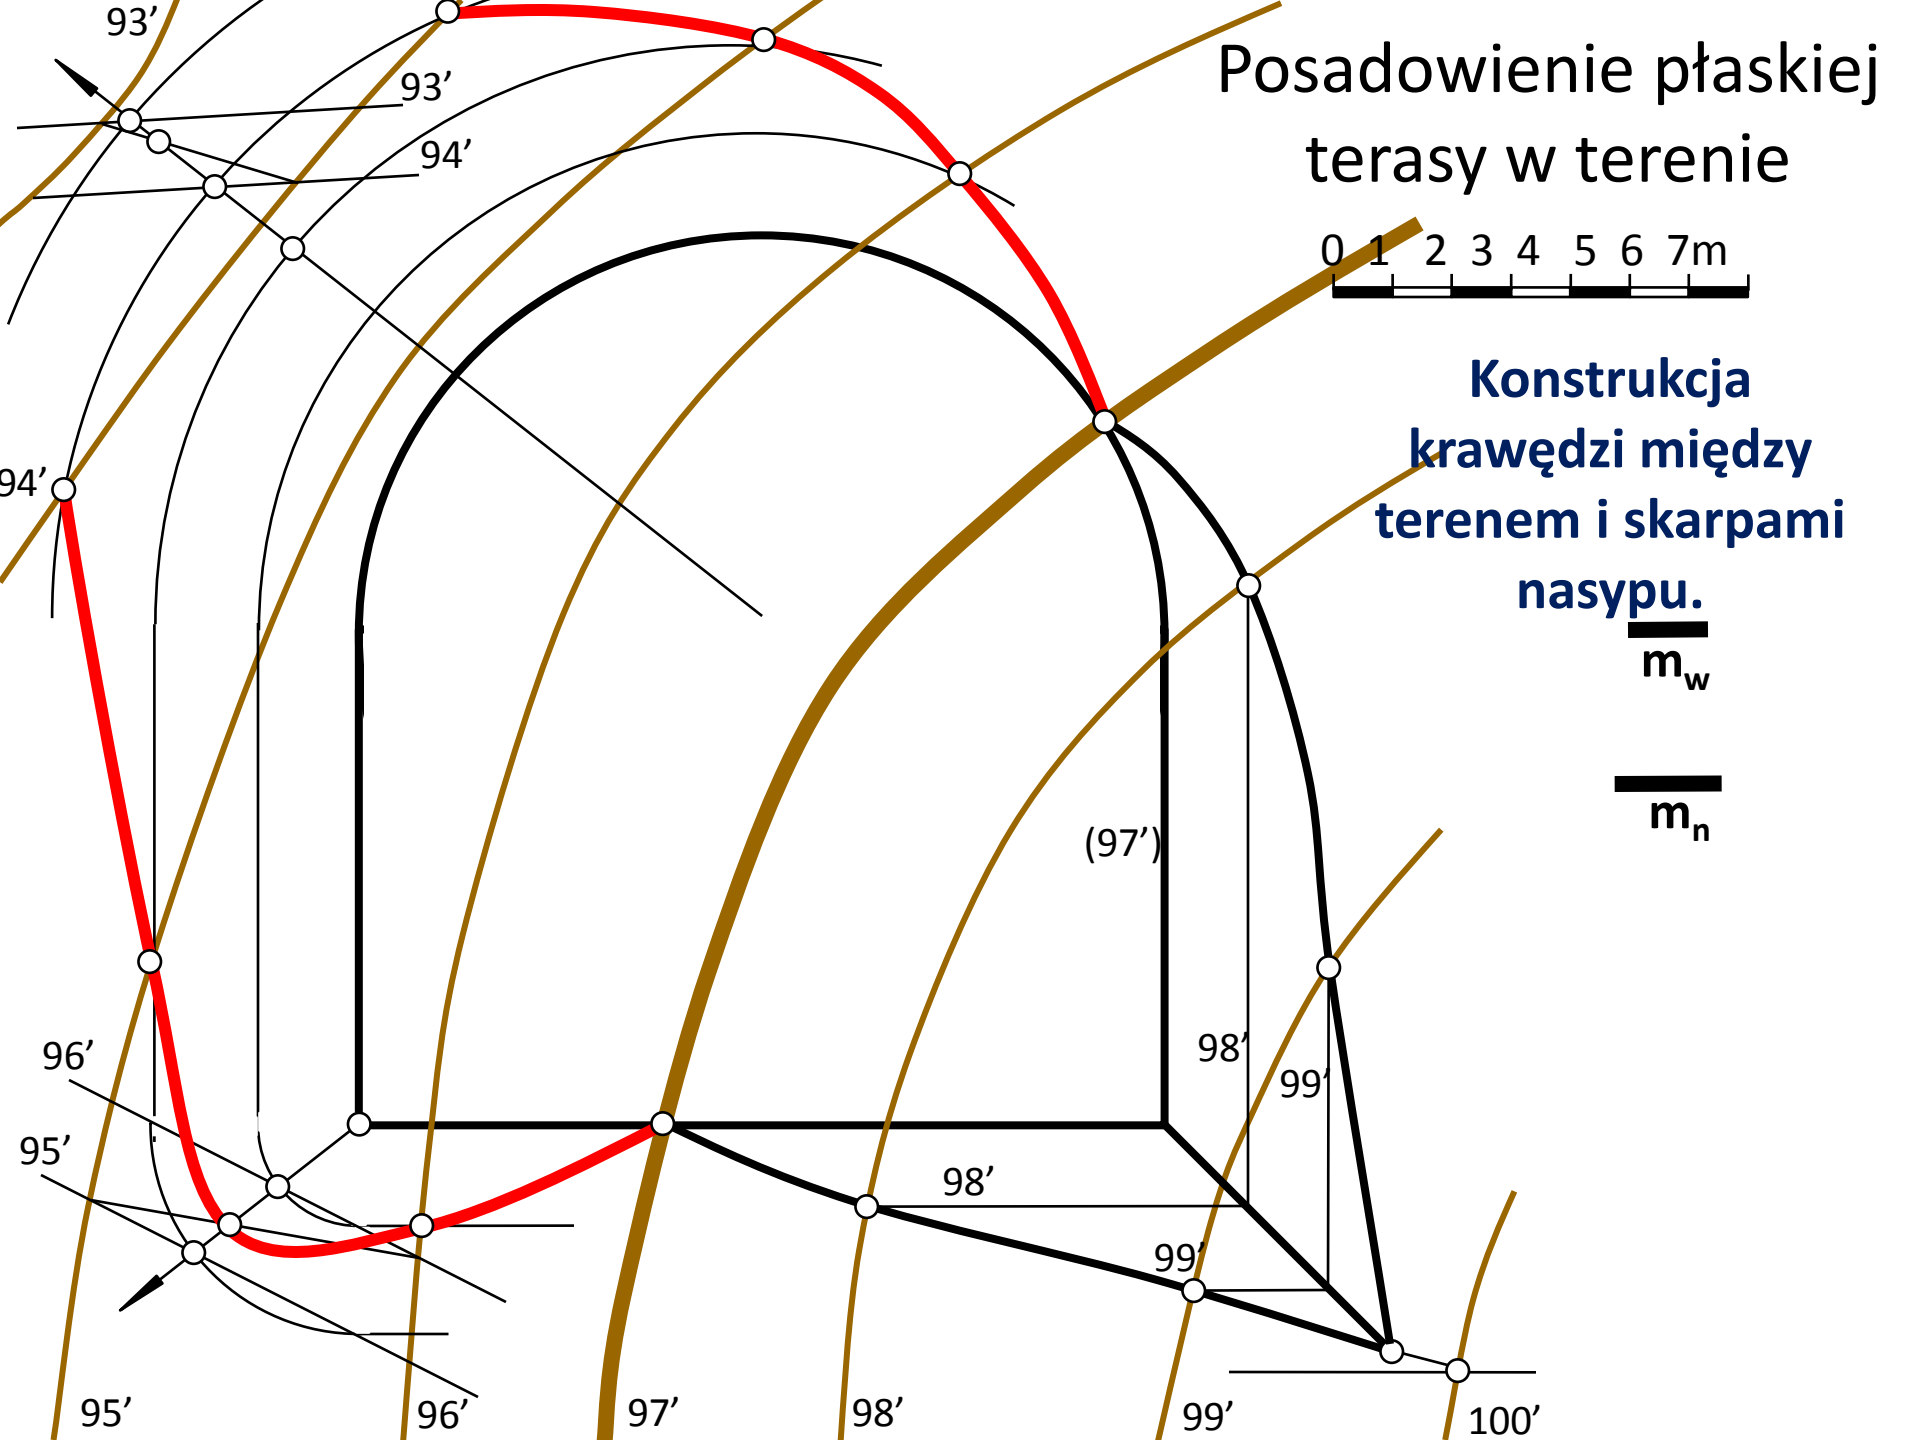 93’
Posadowienie płaskiej
terasy w terenie
93’
94’
0 1 2 3 4 5 6 7m
Konstrukcja
krawędzi między
terenem i skarpami
nasypu.
94’
mw
mn
(97’)
98’
99’
96’
95’
98’
99’
95’
96’
97’
98’
99’
100’